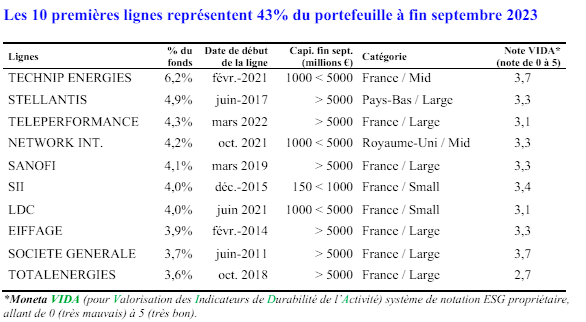 Les 10 premières lignes représentent 43% du portefeuille à fin septembre 2023
Lignes % du fonds Date de début de la ligne Capi. fin sept. (millions €) Catégorie Note VIDA* (note de 0 à 5)
TECHNIP ENERGIES 6,2% févr.-2021 1000 < 5000 France / Mid 3,7
STELLANTIS 4,9% juin-2017 > 5000 Pays-Bas / Large 3,3
TELEPERFORMANCE 4,3% mars 2022 > 5000 France / Large 3,1
NETWORK INT. 4,2% oct. 2021 1000 < 5000 Royaume-Uni / Mid 3,3
SANOFI 4,1% mars 2019 > 5000 France / Large 3,3
SII 4,0% déc.-2015 150 < 1000 France / Small 3,4
LDC 4,0% juin 2021 1000 < 5000 France / Small 3,1
EIFFAGE 3,9% févr.-2014 > 5000 France / Large 3,3
SOCIETE GENERALE 3,7% juin-2011 > 5000 France / Large 3,7
TOTALENERGIES 3,6% oct. 2018 > 5000 France / Large 2,7
*Moneta VIDA (pour Valorisation des Indicateurs de Durabilité de l'Activité) système de notation ESG propriétaire,
allant de 0 (très mauvais) à 5 (très bon).